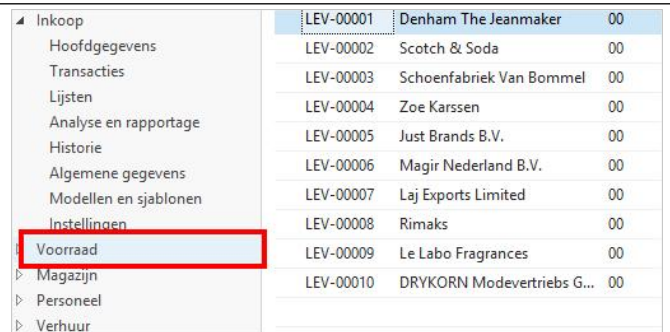 Inkoop
Hoofdgegevens
Transacties
Lijsten
Analyse en rapportage
Historie
Algemene gegevens
Modellen en sjablonen
Instellingen
Voorraad
Magazijn
Personeel
Verhuur
LEV-00001 Denham The Jeanmaker 00
LEV-00002 Scotch & Soda 00
LEV-00003 Schoenfabriek Van Bommel 00
LEV-00004 Zoe Karssen 00
LEV-00005 Just Brands B.V. 00
LEV-00006 Magir Nederland B.V. 00
LEV-00007 Laj Exports Limited 00
LEV-00008 Rimaks 00
LEV-00009 Le Labo Fragrances 00
LEV-00010 DRYKORN Modevertriebs G... 00